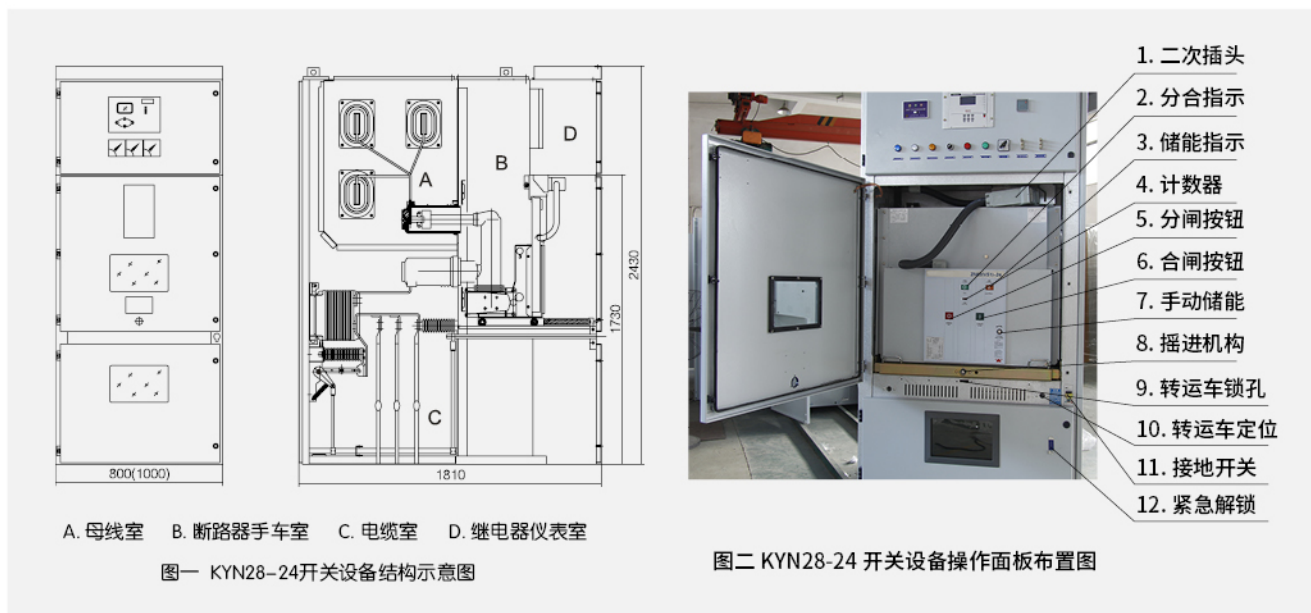 A
B
C
D
2430
1730
800(1000)
1810
A. 母线室 B. 断路器手车室 C. 电缆室 D. 继电器仪表室
图一 KYN28-24开关设备结构示意图
1. 二次插头
2. 分合指示
3. 储能指示
4. 计数器
5. 分闸按钮
6. 合闸按钮
7. 手动储能
8. 摇进机构
9. 转运车锁孔
10. 转运车定位
11. 接地开关
12. 紧急解锁
图二 KYN28-24 开关设备操作面板布置图